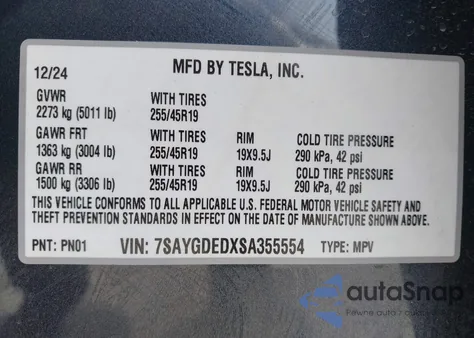 MFD BY TESLA, INC.
12/24
GVWR WITH TIRES
2273 kg (5011 lb) 255/45R19
GAWR FRT WITH TIRES RIM COLD TIRE PRESSURE
1363 kg (3004 lb) 255/45R19 19X9.5J 290 kPa, 42 psi
GAWR RR WITH TIRES RIM COLD TIRE PRESSURE
1500 kg (3306 lb) 255/45R19 19X9.5J 290 kPa, 42 psi
THIS VEHICLE CONFORMS TO ALL APPLICABLE U.S. FEDERAL MOTOR VEHICLE SAFETY AND
THEFT PREVENTION STANDARDS IN EFFECT ON THE DATE OF MANUFACTURE SHOWN ABOVE.
PNT: PN01 VIN: 7SAYGDEDXSA355554 TYPE: MPV
autoSnap
Pewne auto z aukcji